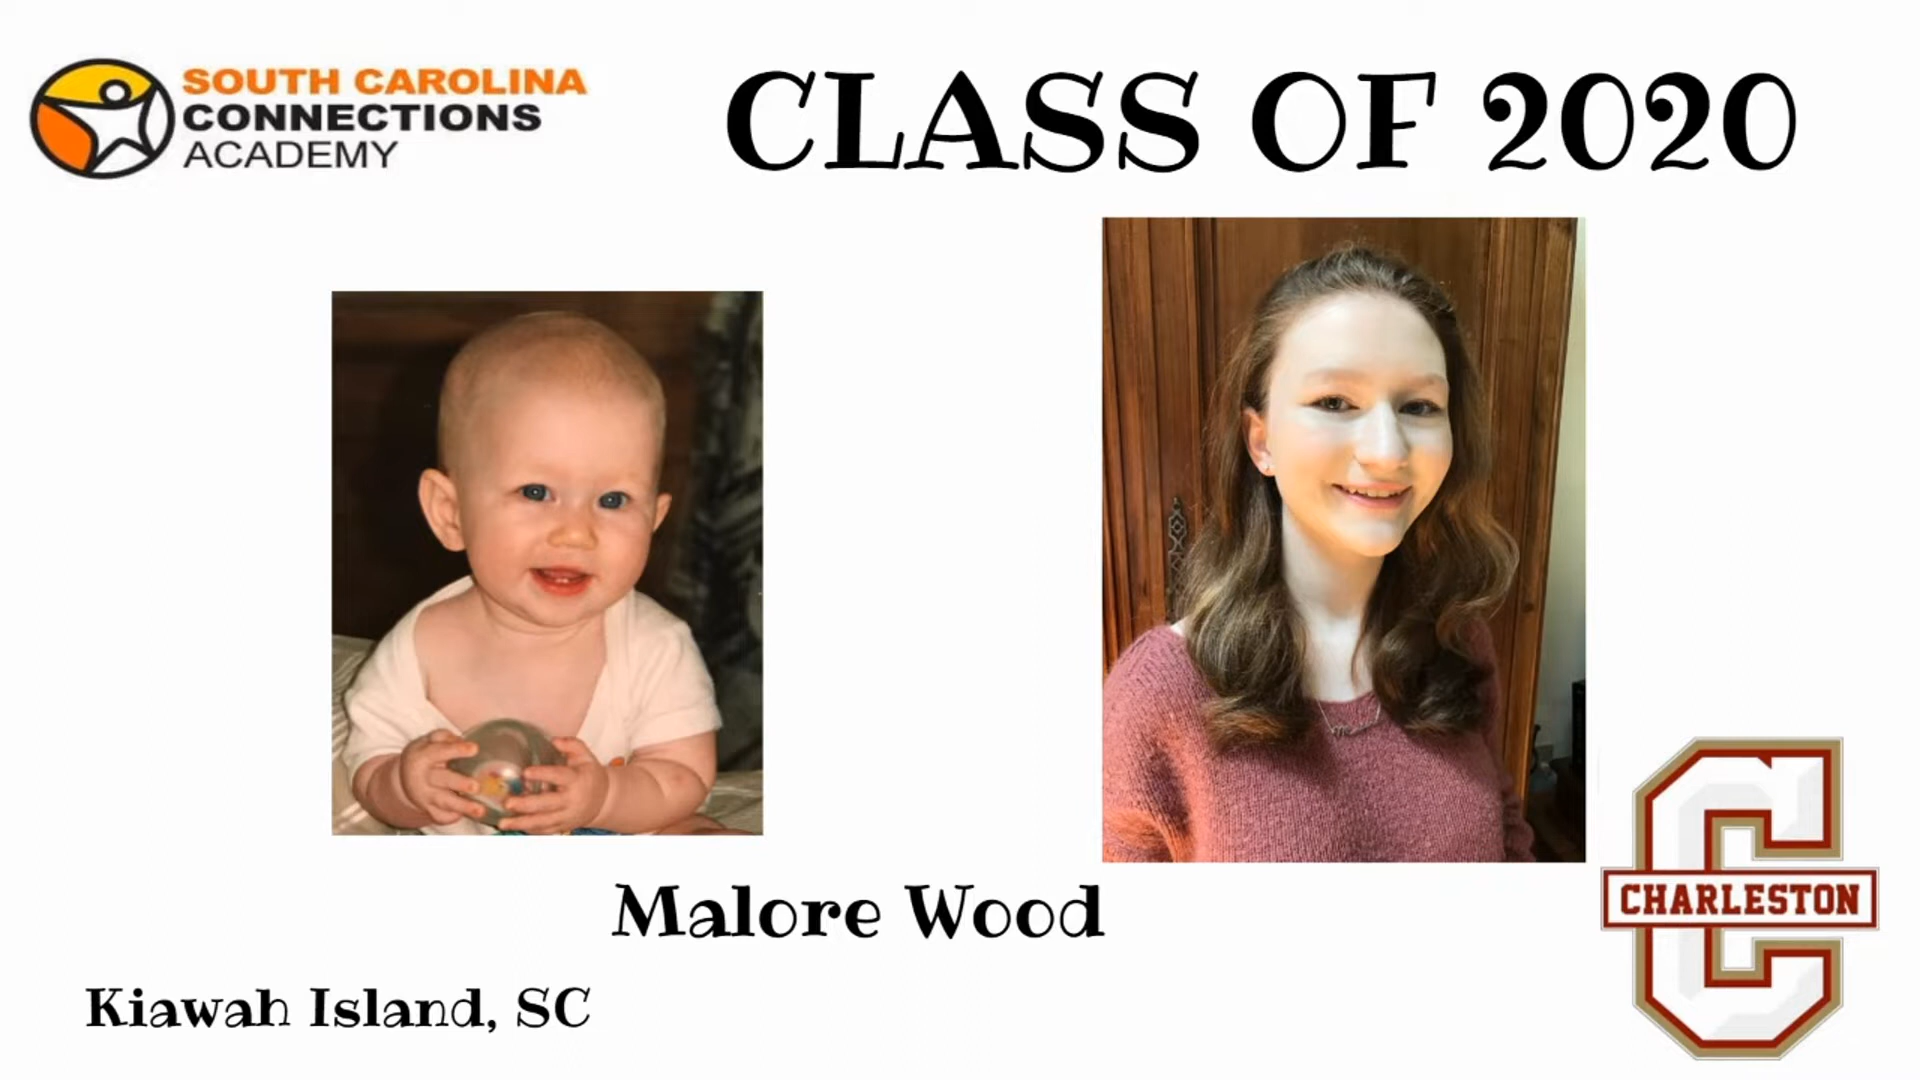 SOUTH CAROLINA
CONNECTIONS
ACADEMY
CLASS OF 2020
Malore Wood
CHARLESTON
Kiawah Island, SC